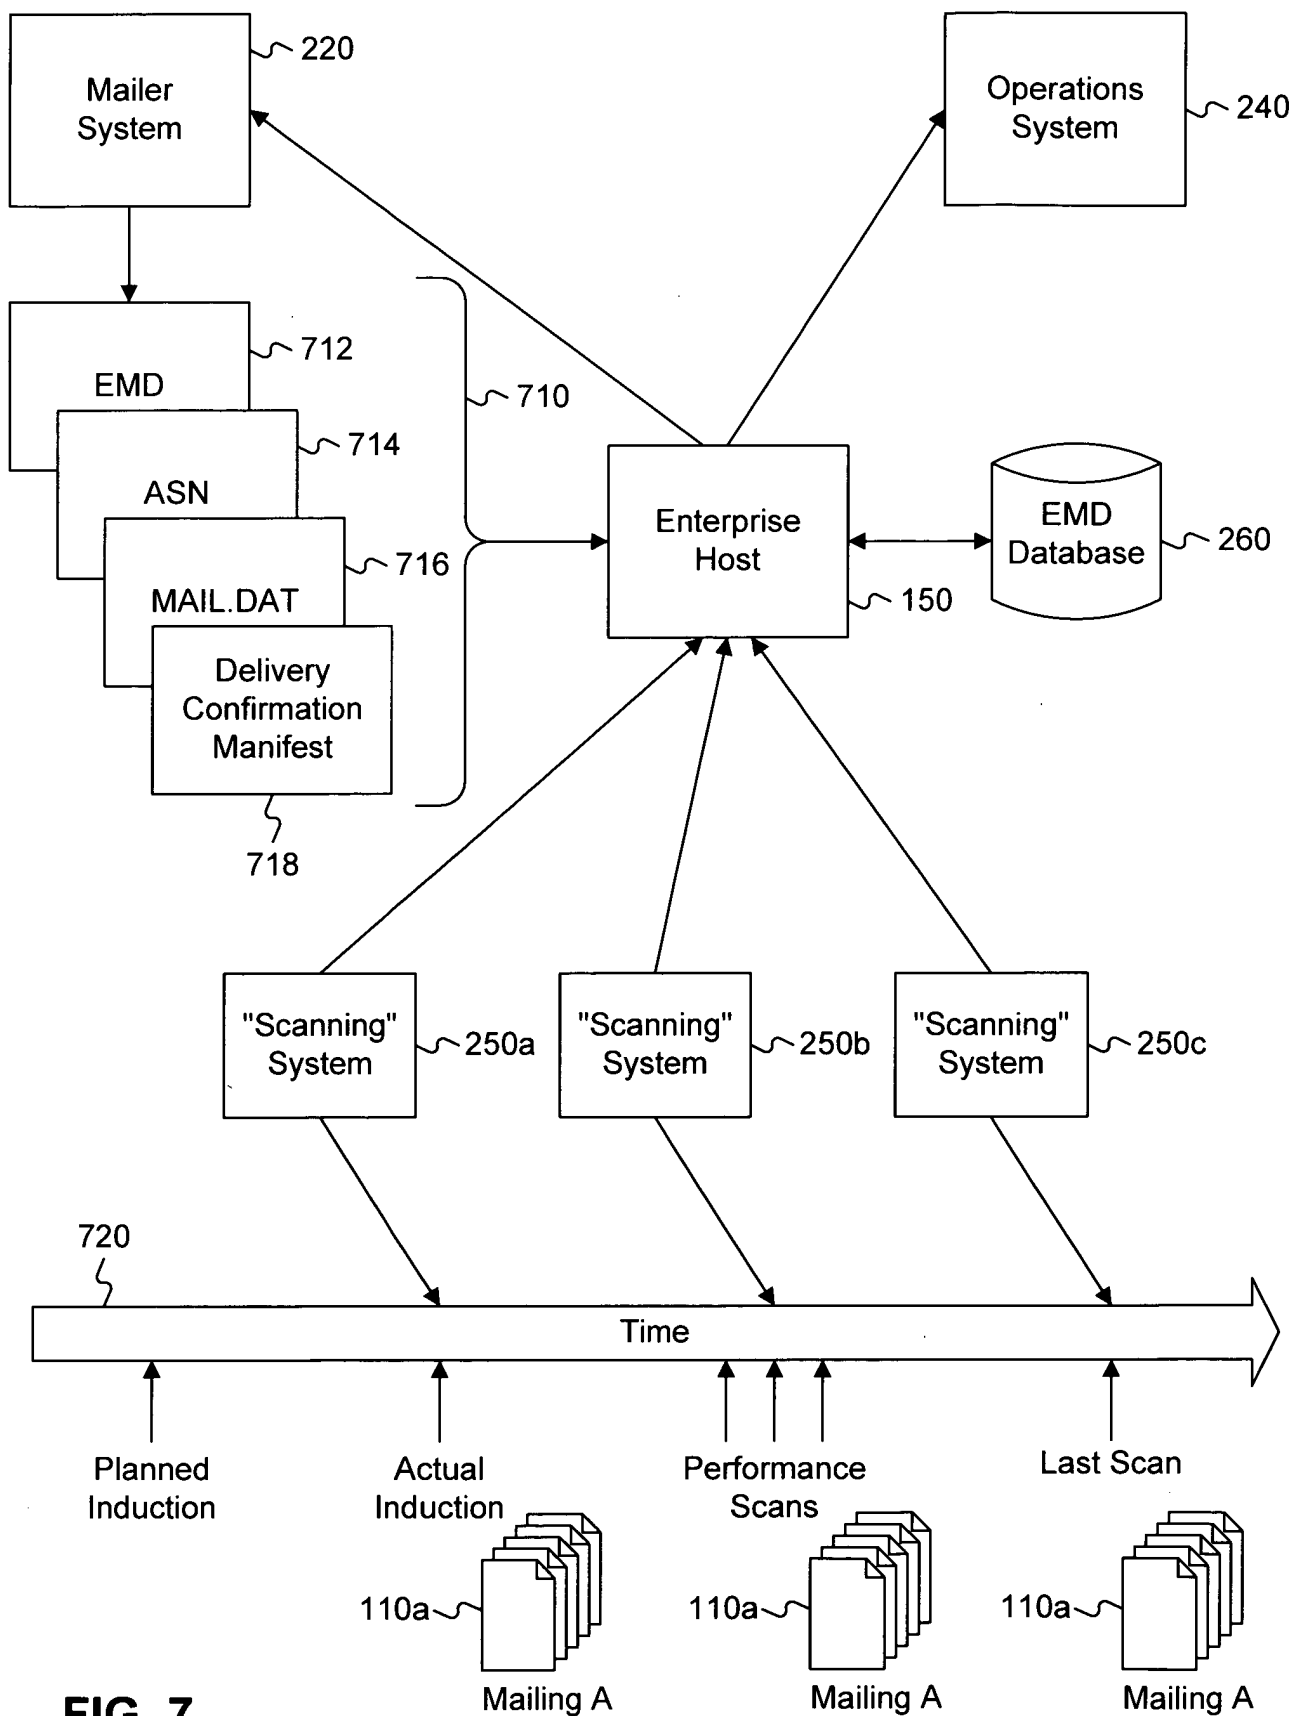 220
Mailer
System
Operations
System
240
712
EMD
710
714
ASN
716
MAIL.DAT
Delivery
Confirmation
Manifest
718
Enterprise
Host
150
EMD
Database
260
"Scanning"
System
250a
"Scanning"
System
250b
"Scanning"
System
250c
720
Time
Planned
Induction
Actual
Induction
Performance
Scans
Last Scan
110a
110a
110a
Mailing A
Mailing A
Mailing A
FIG. 7